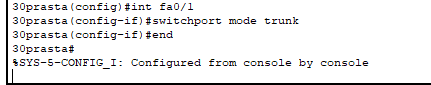 30prasta(config)#int fa0/1
30prasta(config-if)#switchport mode trunk
30prasta(config-if)#end
30prasta#
%SYS-5-CONFIG_I: Configured from console by console